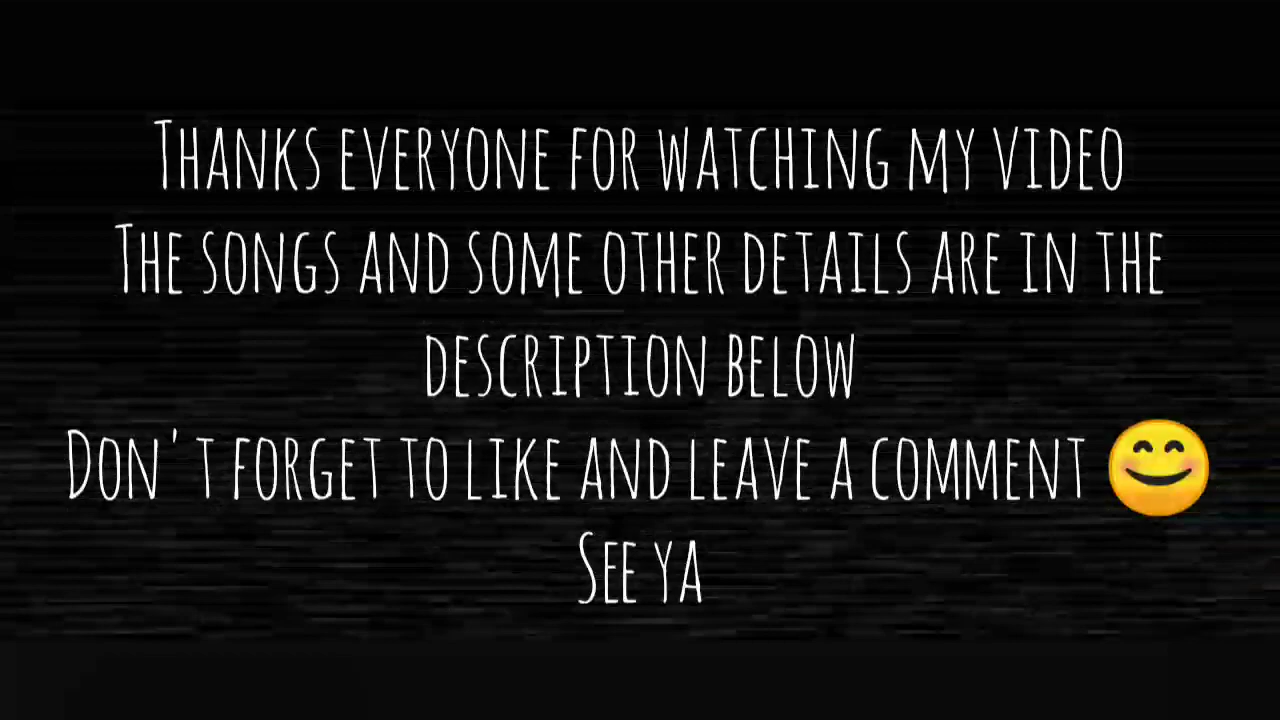 Thanks everyone for watching my video
The songs and some other details are in the
description below
Don't forget to like and leave a comment 😊
See ya